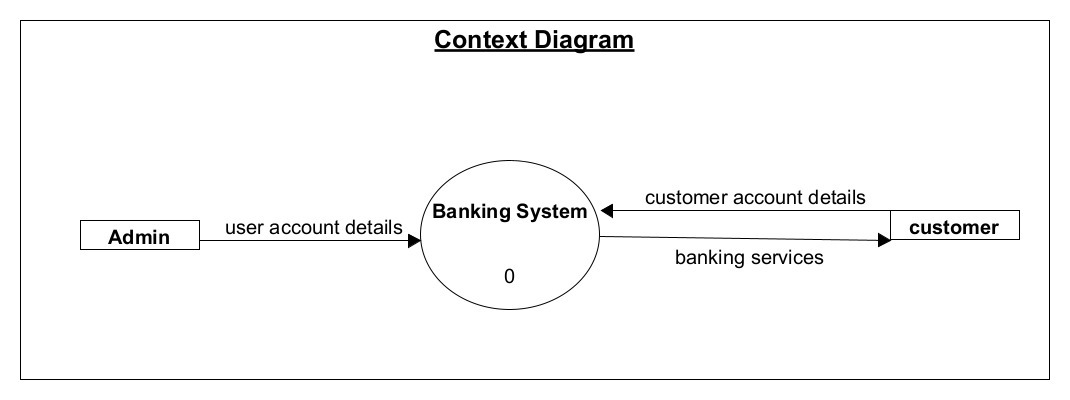 Context Diagram
customer account details
Banking System
user account details
Admin
customer
banking services
0